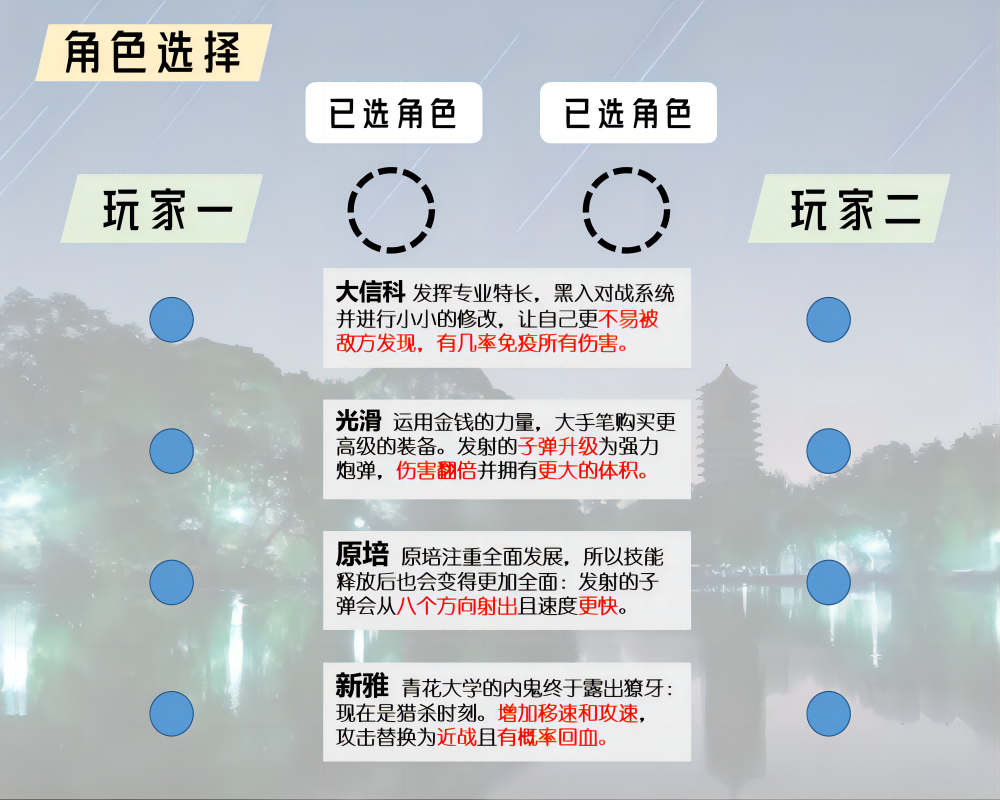 角色选择
已选角色
已选角色
玩家一
玩家二
大信科 发挥专业特长，黑入对战系统
并进行小小的修改，让自己更不易被
敌方发现，有几率免疫所有伤害。
光滑 运用金钱的力量，大手笔购买更
高级的装备。发射的子弹升级为强力
炮弹，伤害翻倍并拥有更大的体积。
原培 原培注重全面发展，所以技能
释放后也会变得更加全面：发射的子
弹会从八个方向射出且速度更快。
新雅 青花大学的内鬼终于露出獠牙：
现在是猎杀时刻。增加移速和攻速，
攻击替换为近战且有概率回血。